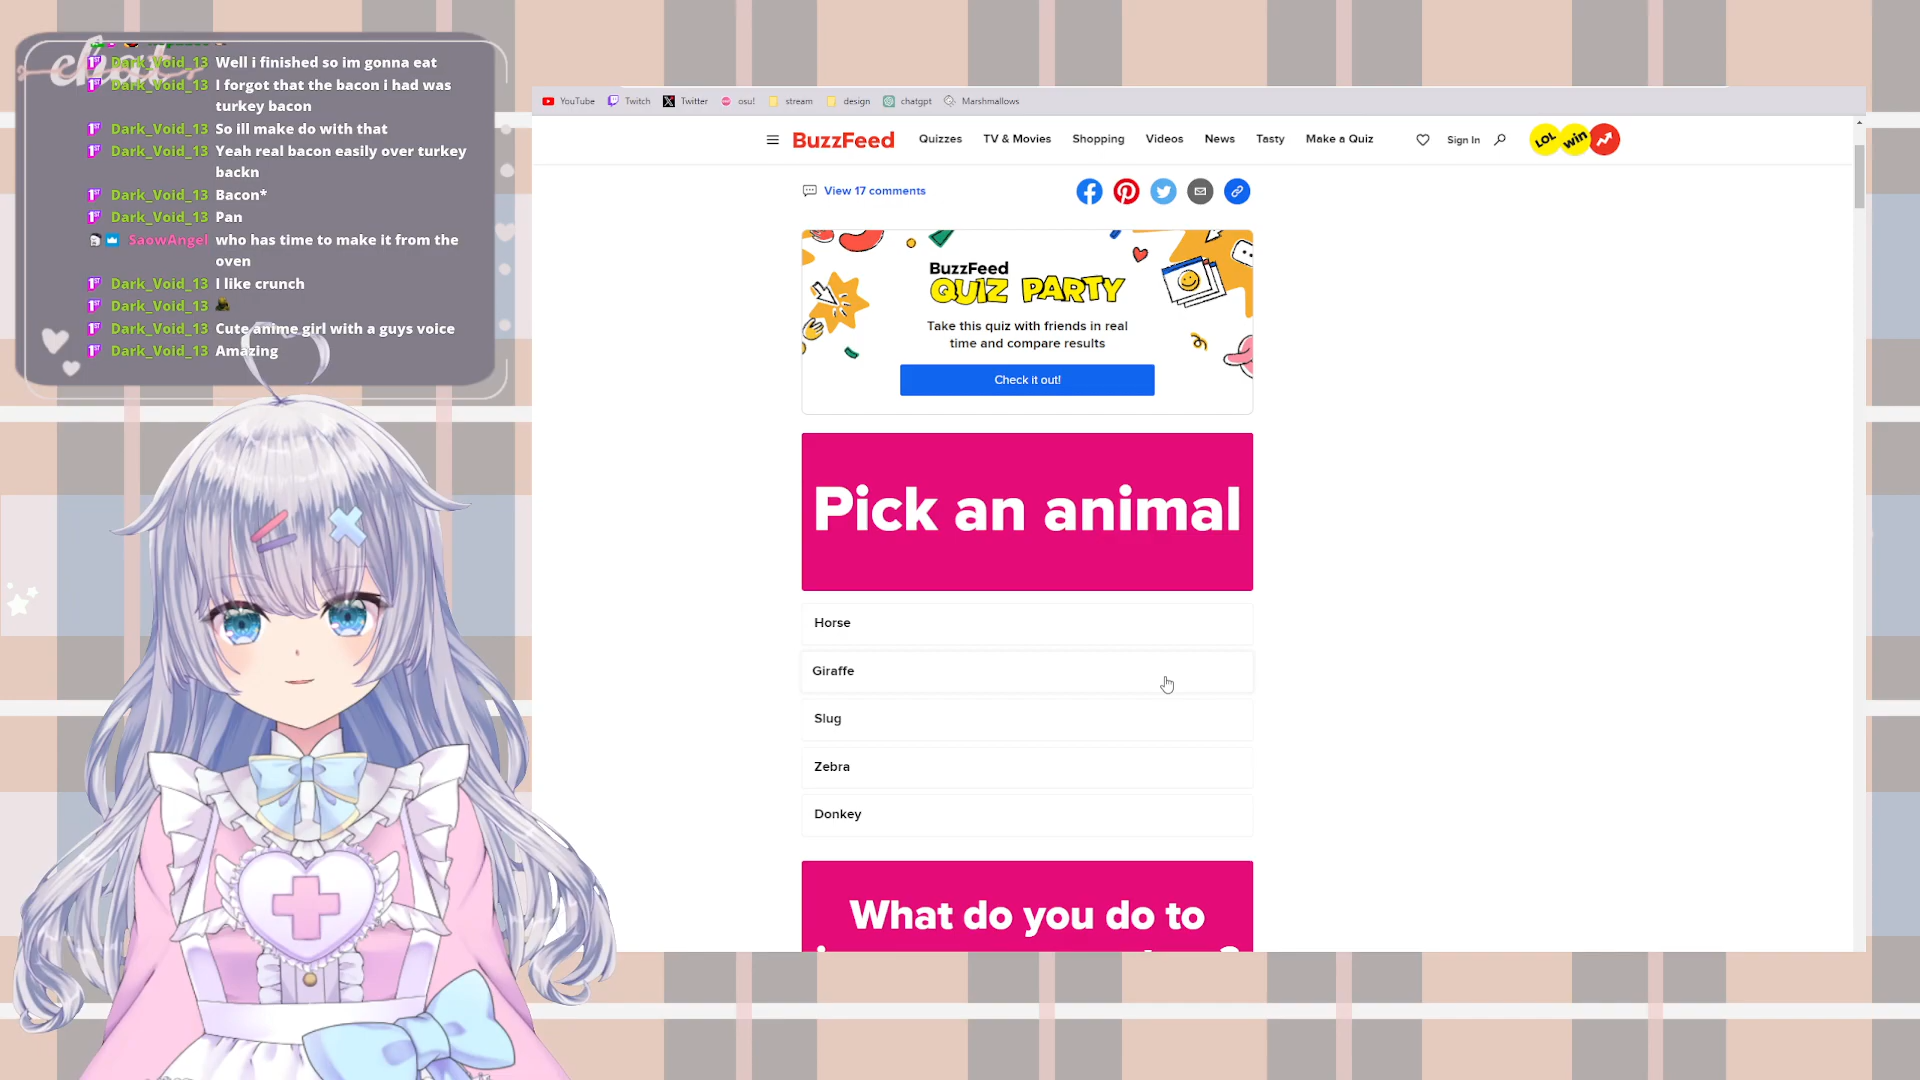 chat
Dark_Void_13 Well i finished so im gonna eat
Dark_Void_13 I forgot that the bacon i had was
turkey bacon
Dark_Void_13 So ill make do with that
Dark_Void_13 Yeah real bacon easily over turkey
backn
Dark_Void_13 Bacon*
Dark_Void_13 Pan
SaowAngel who has time to make it from the
oven
Dark_Void_13 I like crunch
Dark_Void_13
Dark_Void_13 Cute anime girl with a guys voice
Dark_Void_13 Amazing
YouTube Twitch Twitter osu! stream design chatgpt Marshmallows
BuzzFeed Quizzes TV & Movies Shopping Videos News Tasty Make a Quiz Sign In LOL win
View 17 comments
BuzzFeed
QUIZ PARTY
Take this quiz with friends in real
time and compare results
Check it out!
Pick an animal
Horse
Giraffe
Slug
Zebra
Donkey
What do you do to